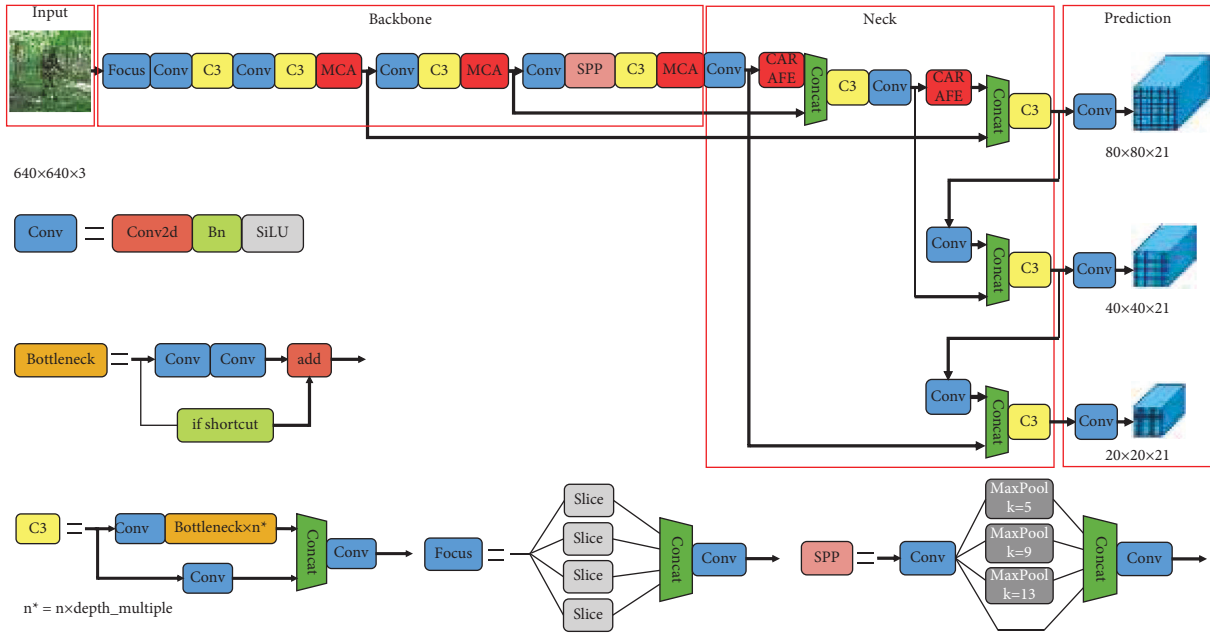 Input
Backbone
Neck
Prediction
Focus
Conv
C3
Conv
C3
MCA
Conv
C3
MCA
Conv
SPP
C3
MCA
Conv
CAR
AFE
Concat
C3
Conv
CAR
AFE
Concat
C3
Conv
80×80×21
640×640×3
Conv
Conv2d
Bn
SiLU
Conv
Concat
C3
Conv
40×40×21
Bottleneck
Conv
Conv
add
if shortcut
Conv
Concat
C3
Conv
20×20×21
C3
Conv
Bottleneck×n*
Concat
Conv
Conv
n* = n×depth_multiple
Focus
Slice
Slice
Slice
Slice
Concat
Conv
SPP
Conv
MaxPool
k=5
MaxPool
k=9
MaxPool
k=13
Concat
Conv